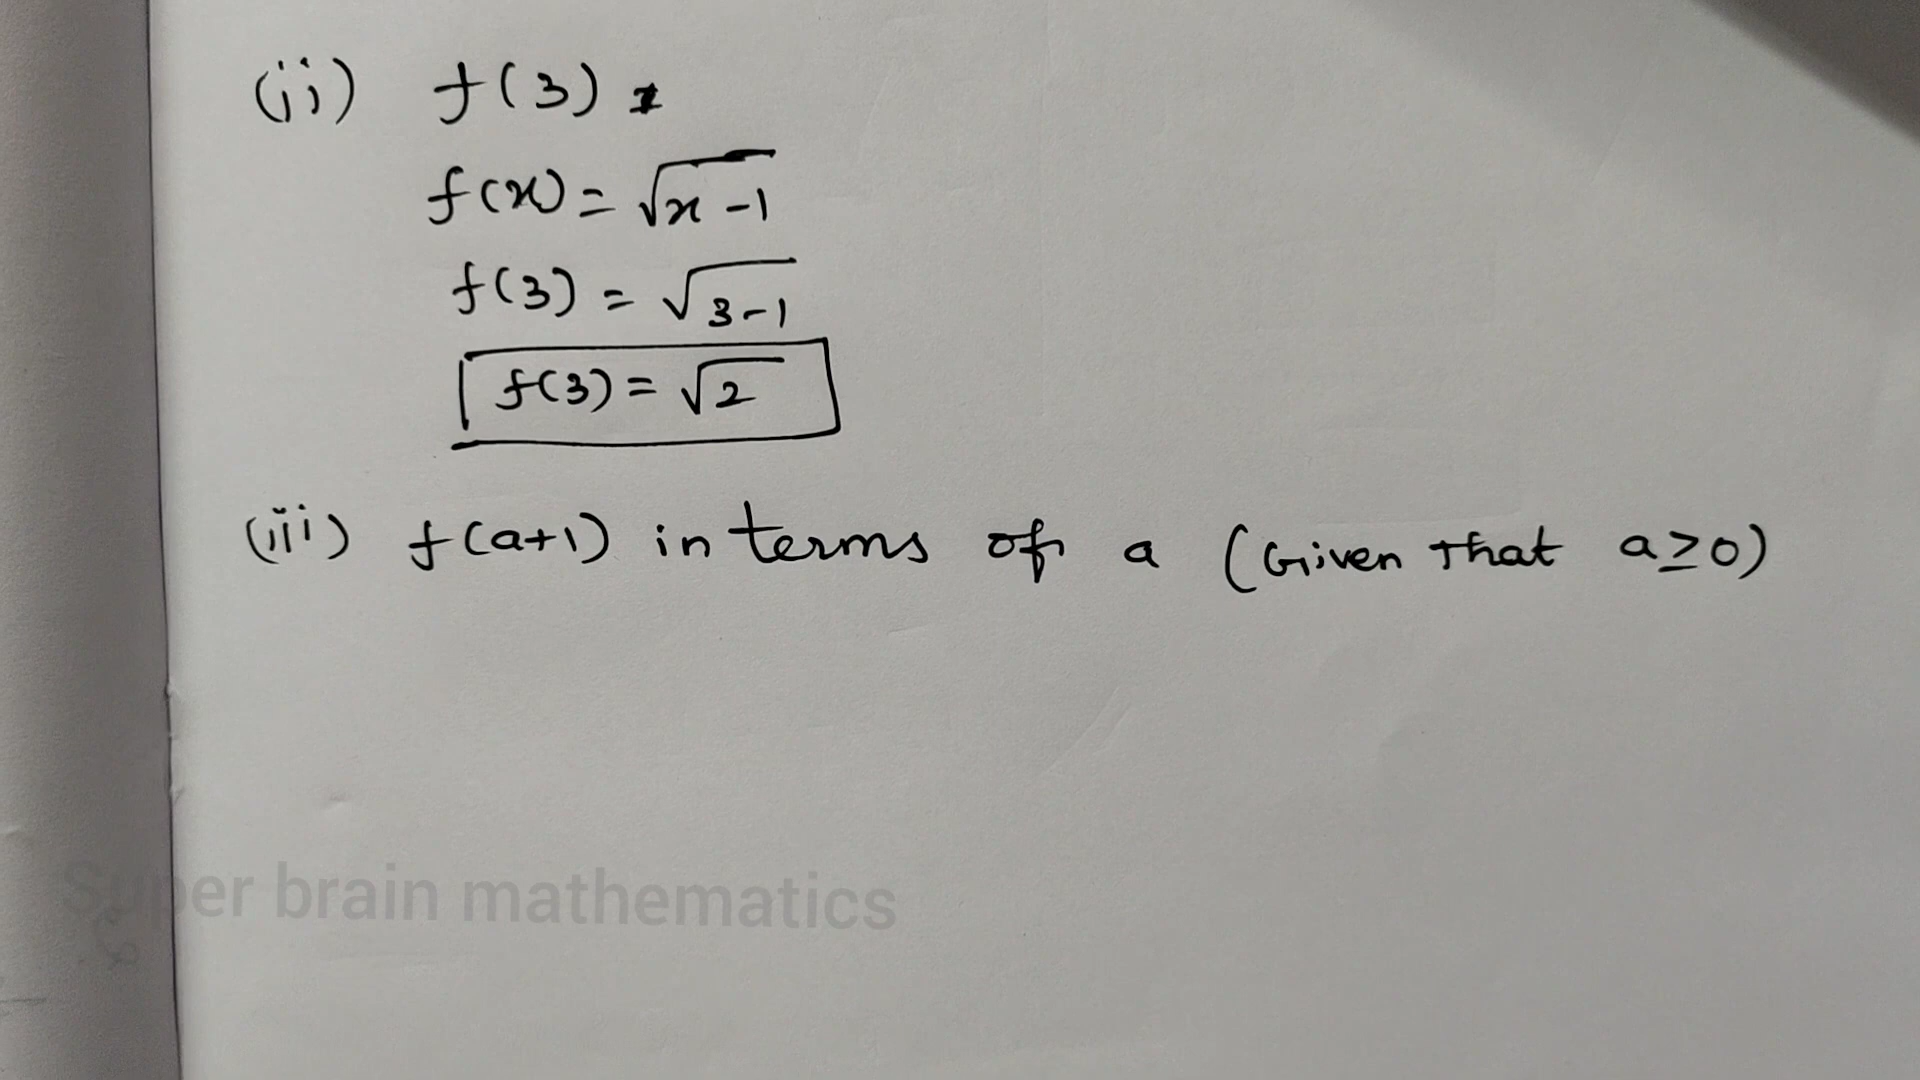 (ii) f(3)
f(x) = √x-1
f(3) = √3-1
f(3) = √2
(iii) f(a+1) in terms of a (Given that a≥0)
Super brain mathematics